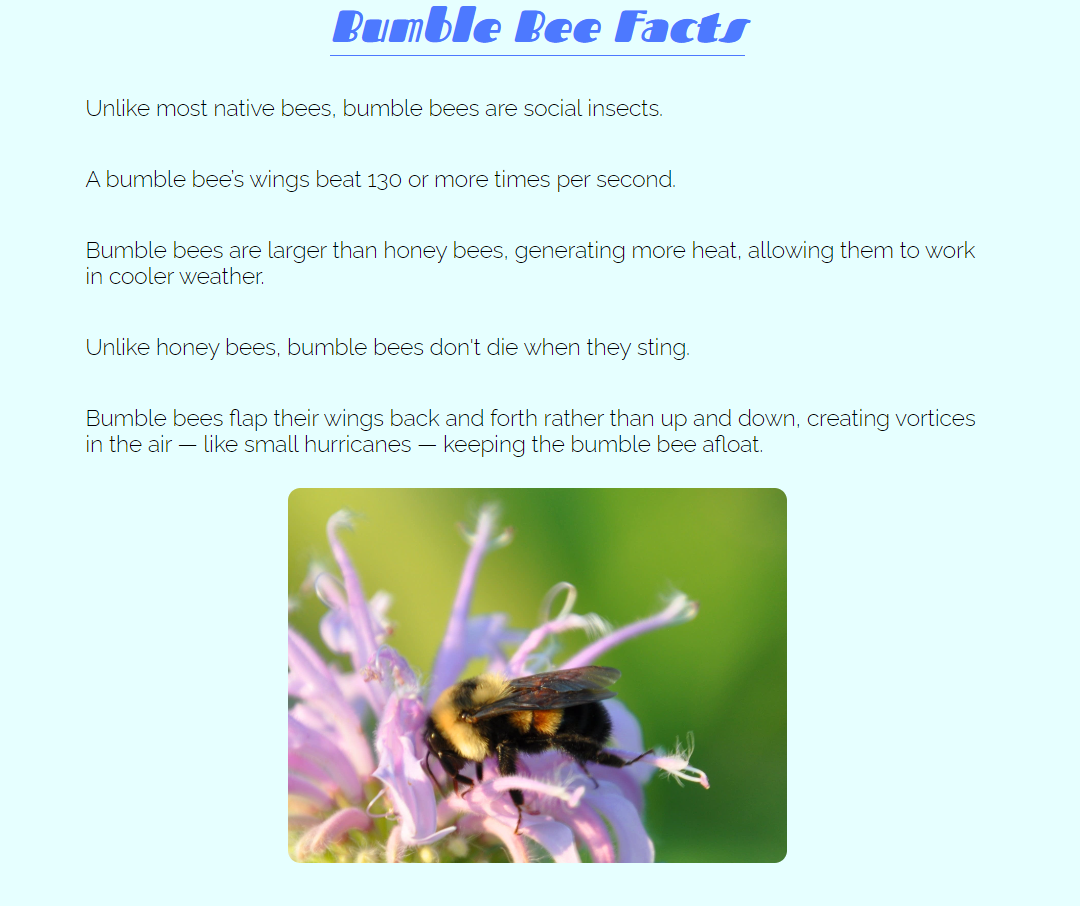 Bumble Bee Facts
Unlike most native bees, bumble bees are social insects.
A bumble bee’s wings beat 130 or more times per second.
Bumble bees are larger than honey bees, generating more heat, allowing them to work
in cooler weather.
Unlike honey bees, bumble bees don't die when they sting.
Bumble bees flap their wings back and forth rather than up and down, creating vortices
in the air — like small hurricanes — keeping the bumble bee afloat.